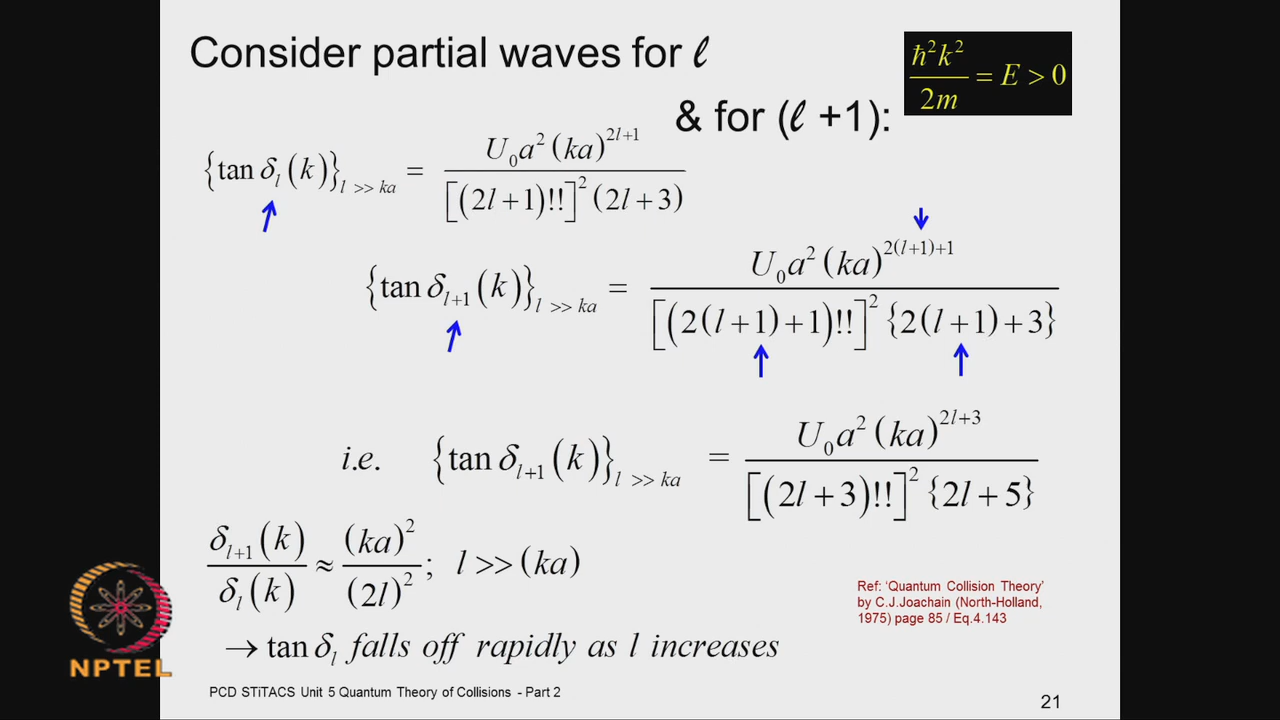 Consider partial waves for ℓ
& for (ℓ +1):
ħ²k²/2m = E > 0
{tan δ_l(k)}_{l >> ka} = U₀a²(ka)^{2l+1} / [(2l+1)!!]²(2l+3)
{tan δ_{l+1}(k)}_{l >> ka} = U₀a²(ka)^{2(l+1)+1} / [(2(l+1)+1)!!]²{2(l+1)+3}
i.e. {tan δ_{l+1}(k)}_{l >> ka} = U₀a²(ka)^{2l+3} / [(2l+3)!!]²{2l+5}
δ_{l+1}(k)/δ_l(k) ≈ (ka)²/(2l)²; l >> (ka)
→ tan δ_l falls off rapidly as l increases
Ref: ‘Quantum Collision Theory’
by C.J.Joachain (North-Holland,
1975) page 85 / Eq.4.143
NPTEL
PCD STiTACS Unit 5 Quantum Theory of Collisions - Part 2
21